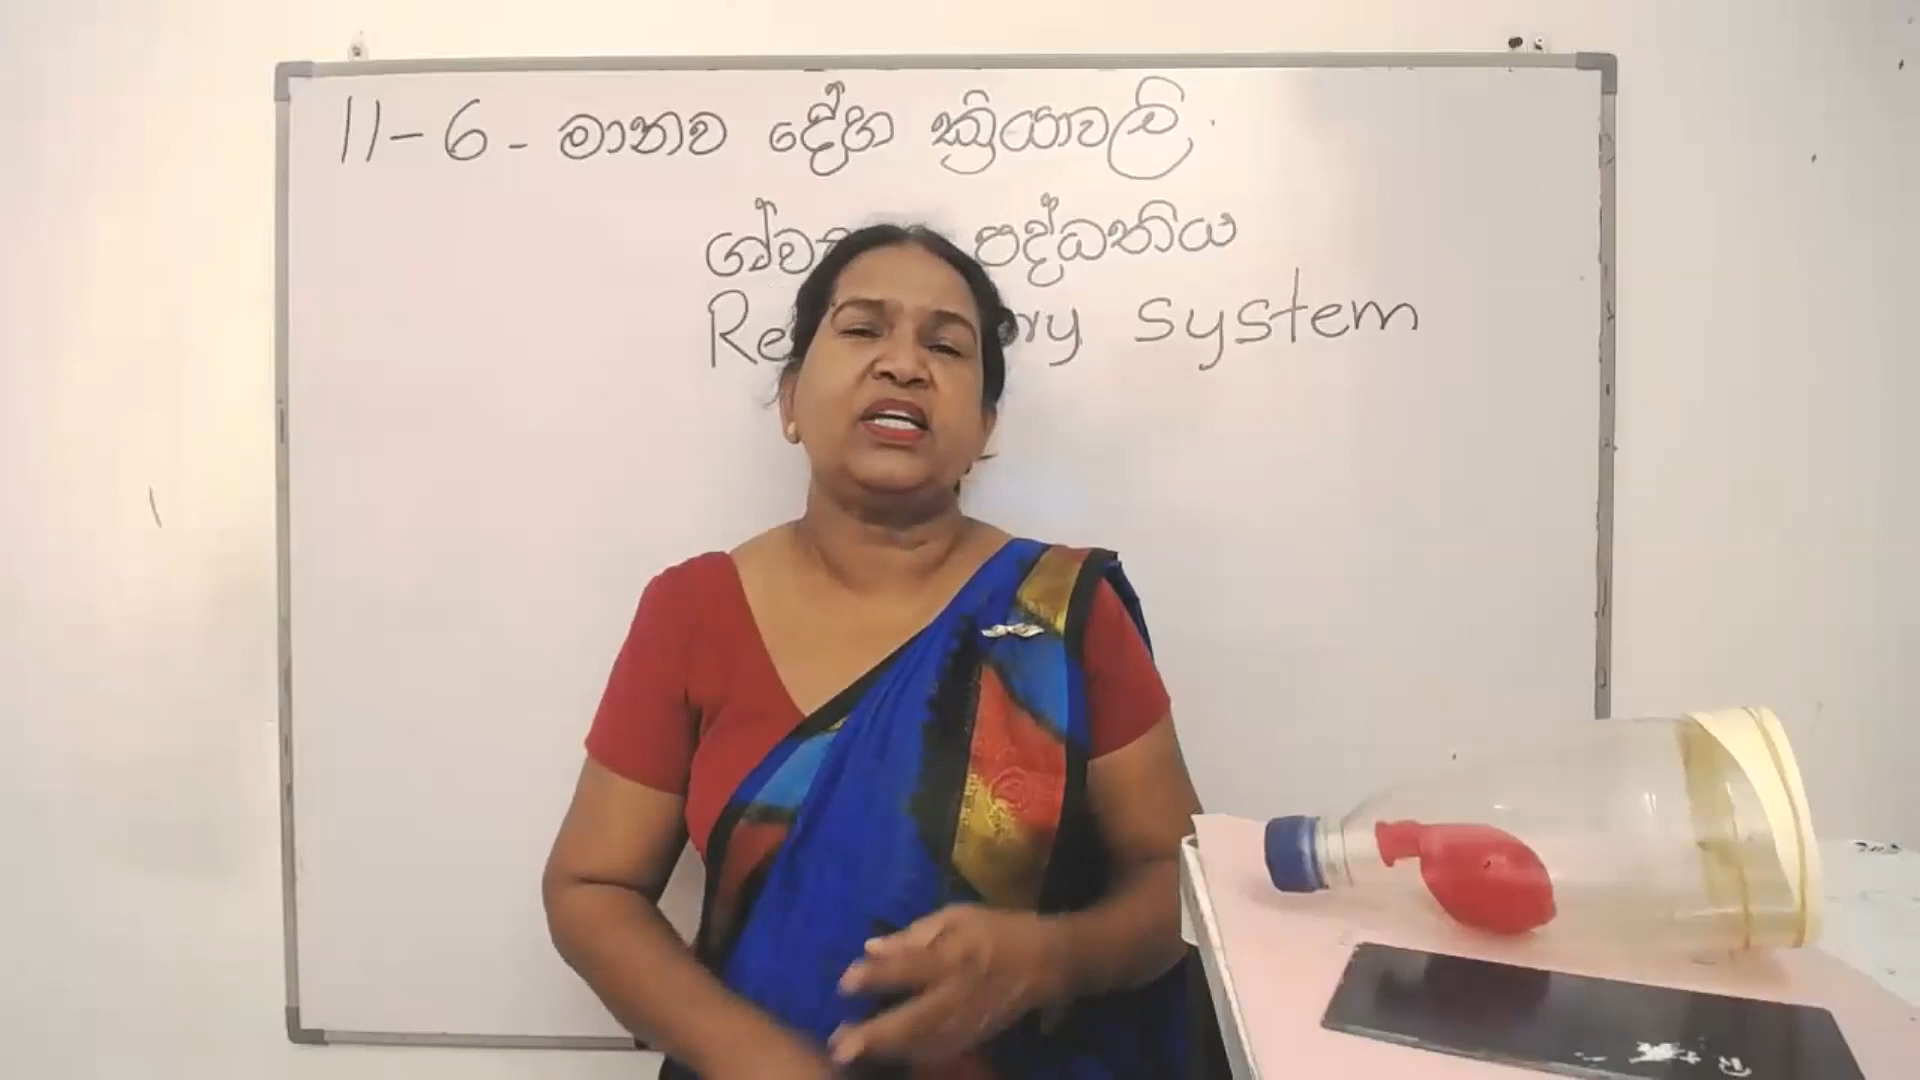 11-6- මානව දේහ ක්‍රියාවලි.
පද්ධතිය
system